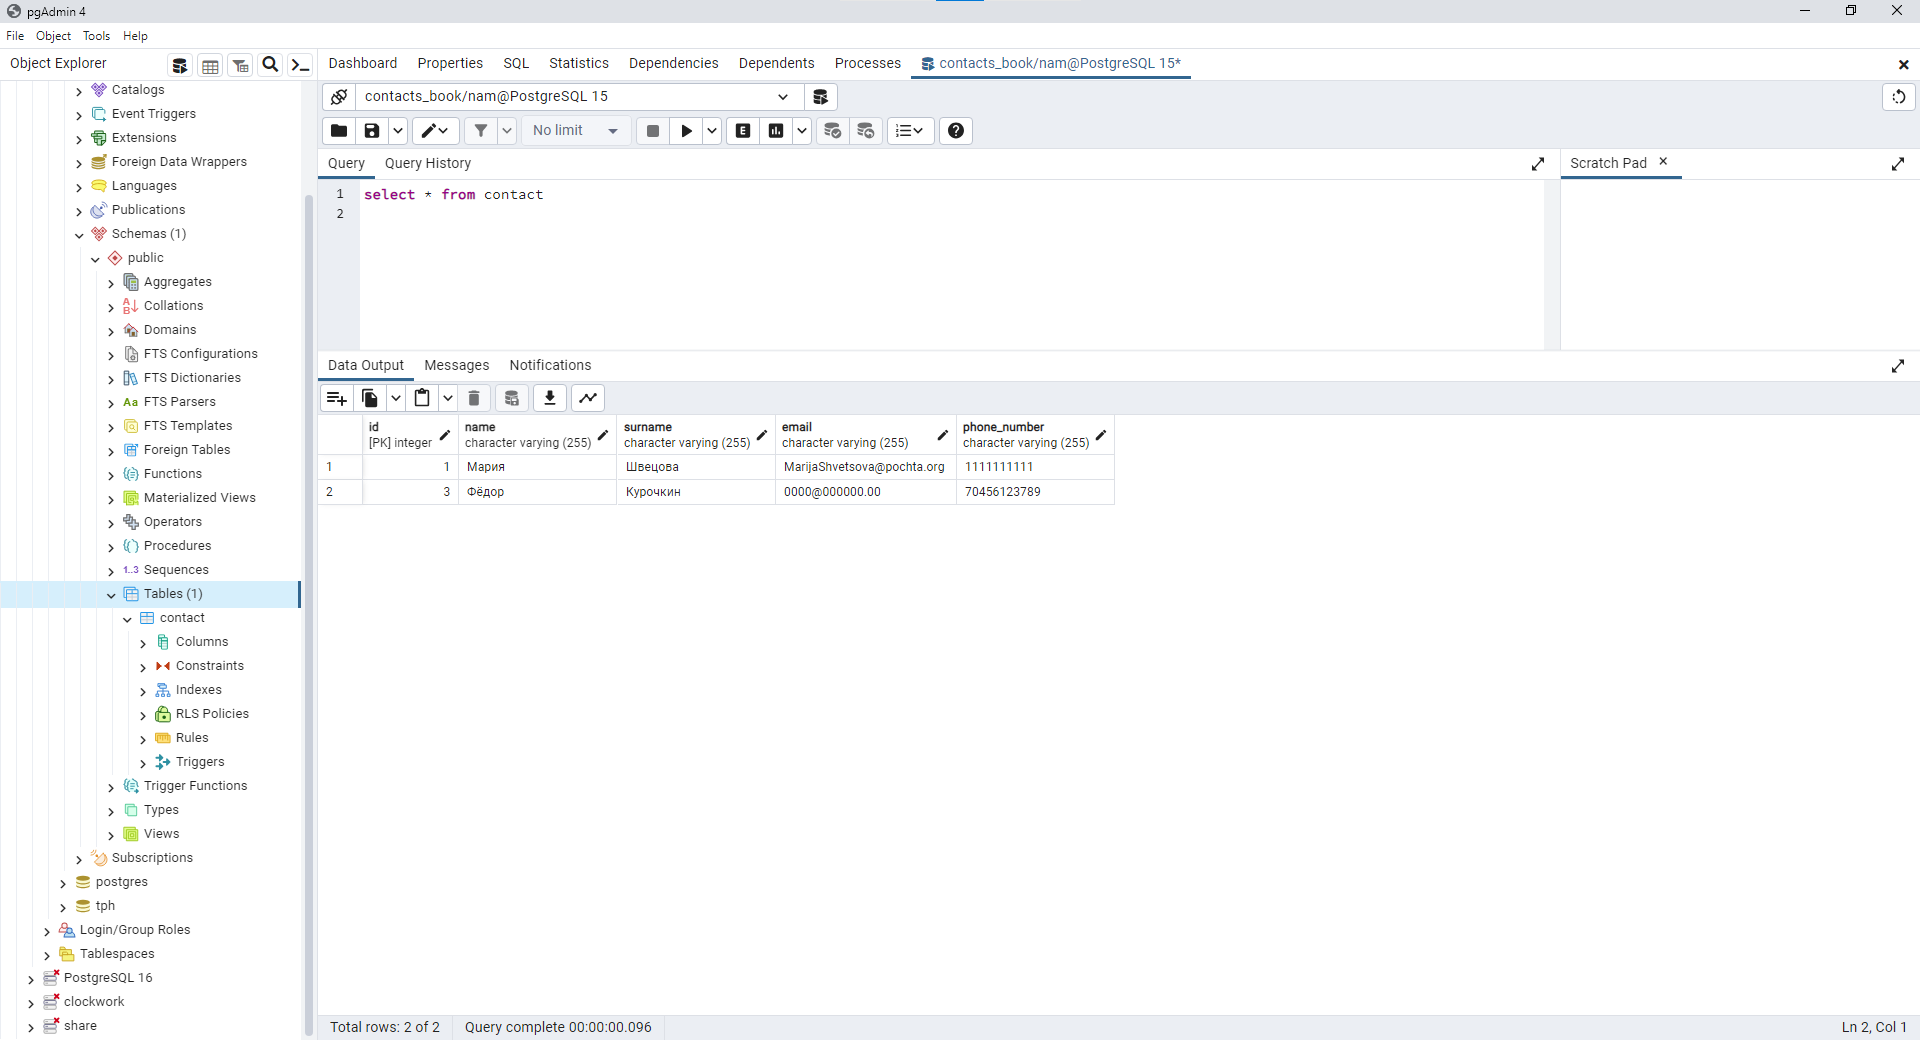 pgAdmin 4
File Object Tools Help
Object Explorer
Dashboard Properties SQL Statistics Dependencies Dependents Processes contacts_book/nam@PostgreSQL 15*
Catalogs
Event Triggers
Extensions
Foreign Data Wrappers
Languages
Publications
Schemas (1)
public
Aggregates
Collations
Domains
FTS Configurations
FTS Dictionaries
Aa FTS Parsers
FTS Templates
Foreign Tables
Functions
Materialized Views
Operators
Procedures
1..3 Sequences
Tables (1)
contact
Columns
Constraints
Indexes
RLS Policies
Rules
Triggers
Trigger Functions
Types
Views
Subscriptions
postgres
tph
Login/Group Roles
Tablespaces
PostgreSQL 16
clockwork
share
contacts_book/nam@PostgreSQL 15
No limit
E
Query Query History
Scratch Pad
1 select * from contact
2
Data Output Messages Notifications
id name surname email phone_number
[PK] integer character varying (255) character varying (255) character varying (255) character varying (255)
1 1 Мария Швецова MarijaShvetsova@pochta.org 1111111111
2 3 Фёдор Курочкин 0000@000000.00 70456123789
Total rows: 2 of 2 Query complete 00:00:00.096 Ln 2, Col 1